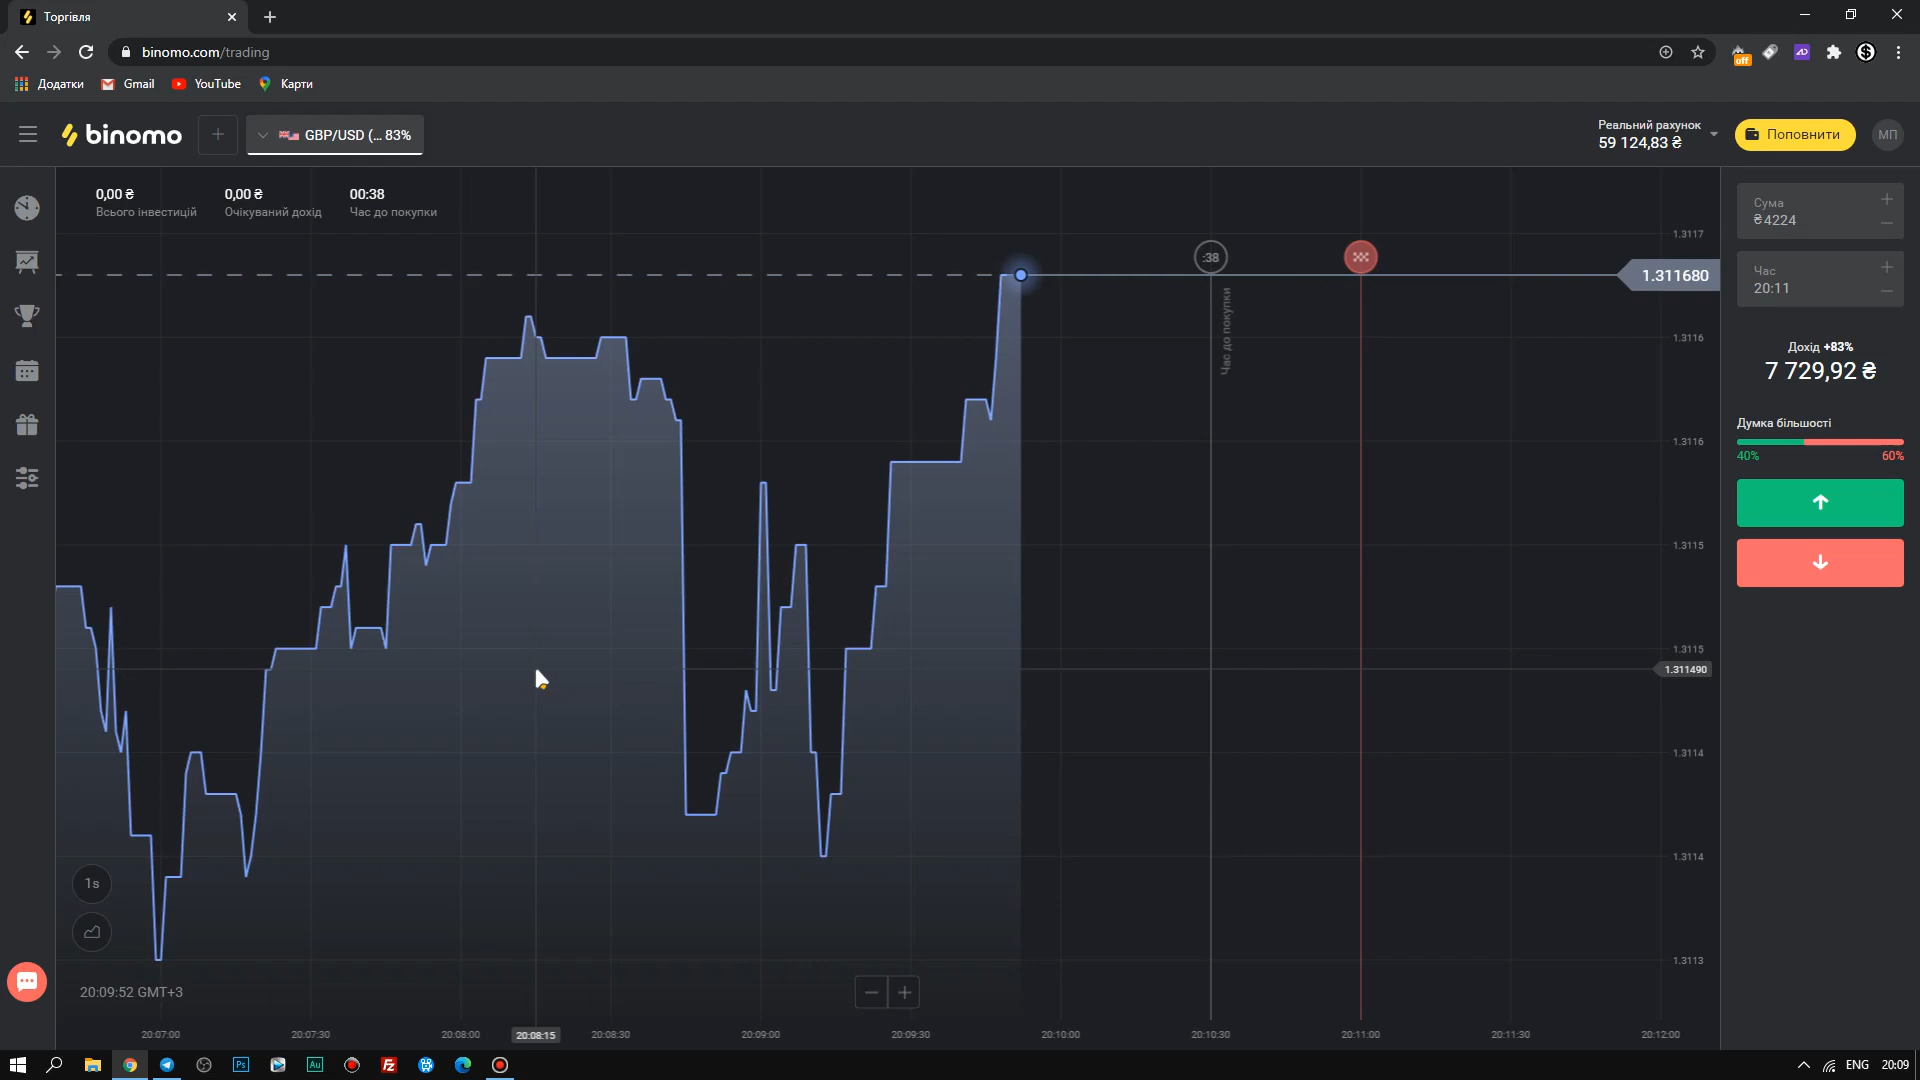 Торгівля
binomo.com/trading
off
Додатки
Gmail
YouTube
Карти
binomo
GBP/USD (... 83%
Реальний рахунок
59 124,83 ₴
Поповнити
МП
0,00 ₴
Всього інвестицій
0,00 ₴
Очікуваний дохід
00:38
Час до покупки
Сума
₴4224
Час
20:11
Дохід +83%
7 729,92 ₴
Думка більшості
40%
60%
:38
Час до покупки
1.3117
1.311680
1.3116
1.3116
1.3115
1.3115
1.311490
1.3114
1.3114
1.3113
1s
20:09:52 GMT+3
20:07:00
20:07:30
20:08:00
20:08:15
20:08:30
20:09:00
20:09:30
20:10:00
20:10:30
20:11:00
20:11:30
20:12:00
Ps
Au
Fz
ENG
20:09